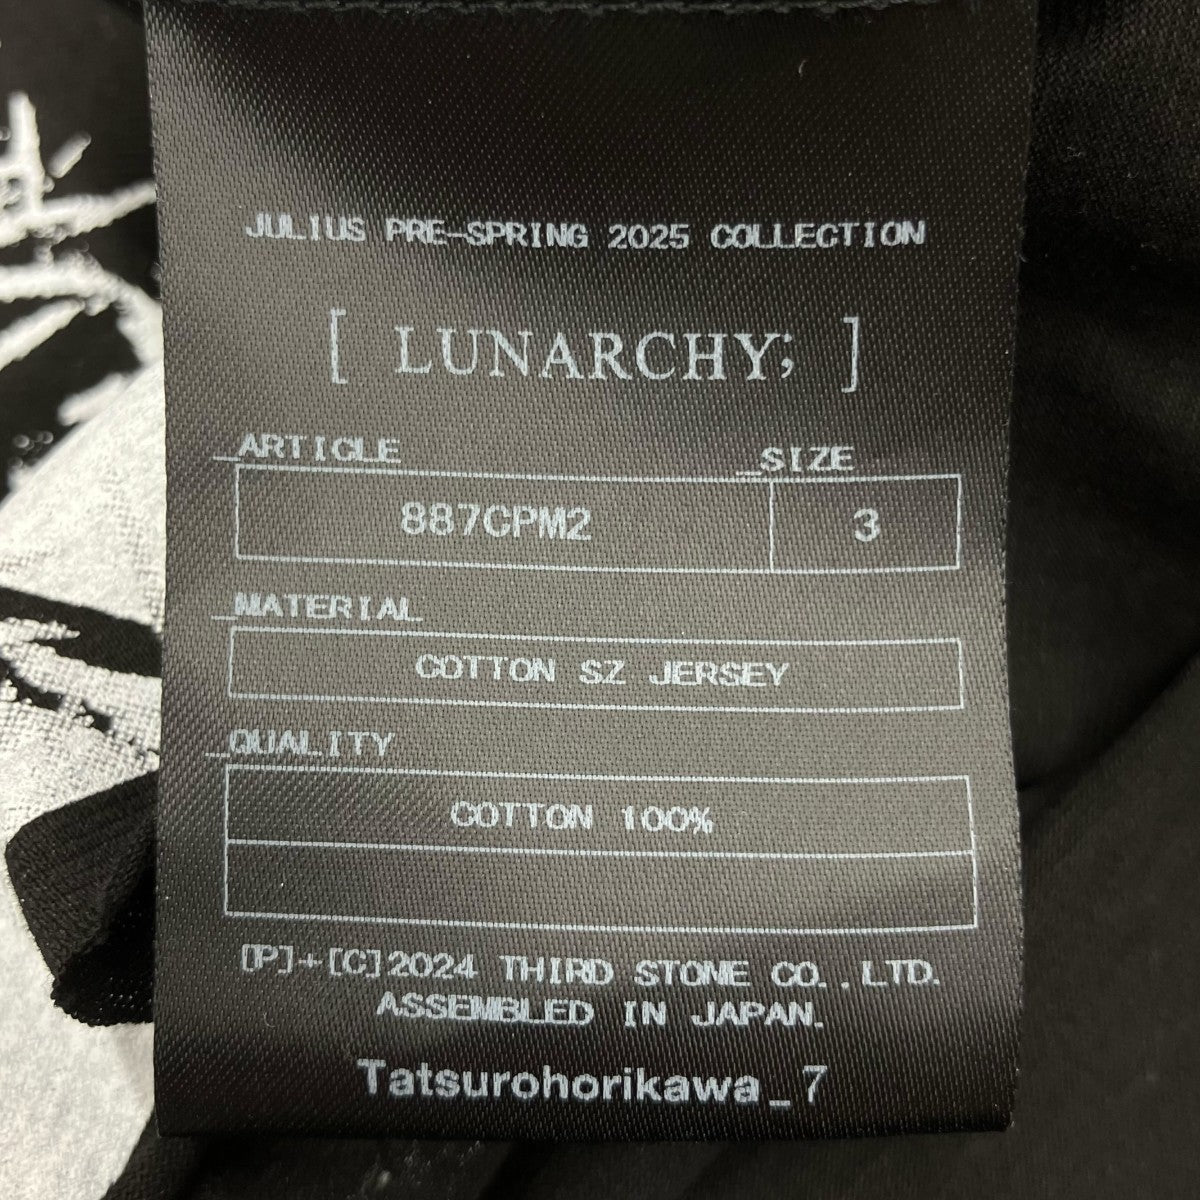 JULIUS PRE-SPRING 2025 COLLECTION
[ LUNARCHY; ]
_ARTICLE _SIZE
887CPM2 3
_MATERIAL
COTTON SZ JERSEY
_QUALITY
COTTON 100%
[P]+[C]2024 THIRD STONE CO.,LTD.
ASSEMBLED IN JAPAN.
Tatsurohorikawa_7